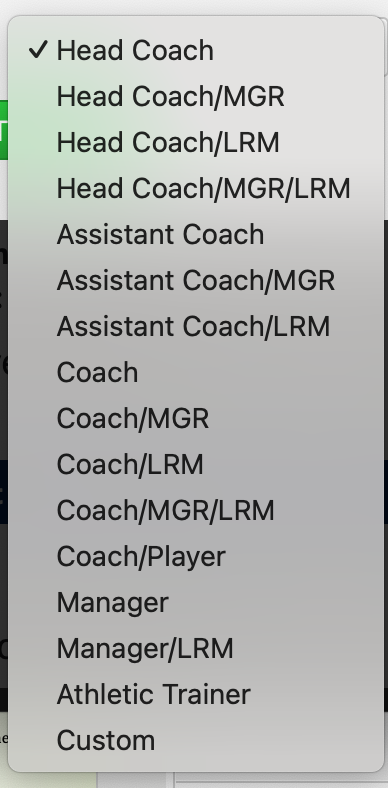 ✓ Head Coach
Head Coach/MGR
Head Coach/LRM
Head Coach/MGR/LRM
Assistant Coach
Assistant Coach/MGR
Assistant Coach/LRM
Coach
Coach/MGR
Coach/LRM
Coach/MGR/LRM
Coach/Player
Manager
Manager/LRM
Athletic Trainer
Custom